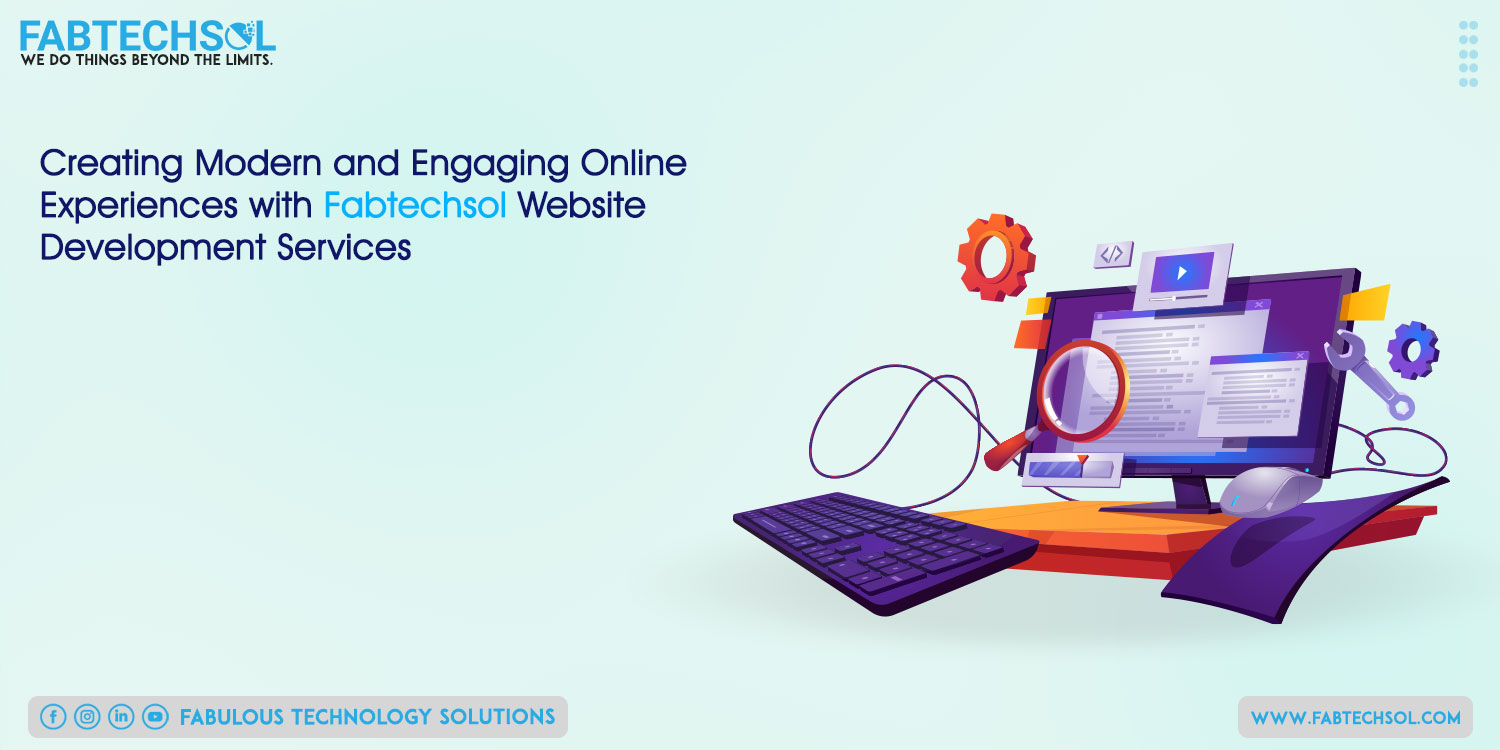 FABTECHSOL
WE DO THINGS BEYOND THE LIMITS.
Creating Modern and Engaging Online
Experiences with Fabtechsol Website
Development Services
</>
FABULOUS TECHNOLOGY SOLUTIONS
WWW.FABTECHSOL.COM